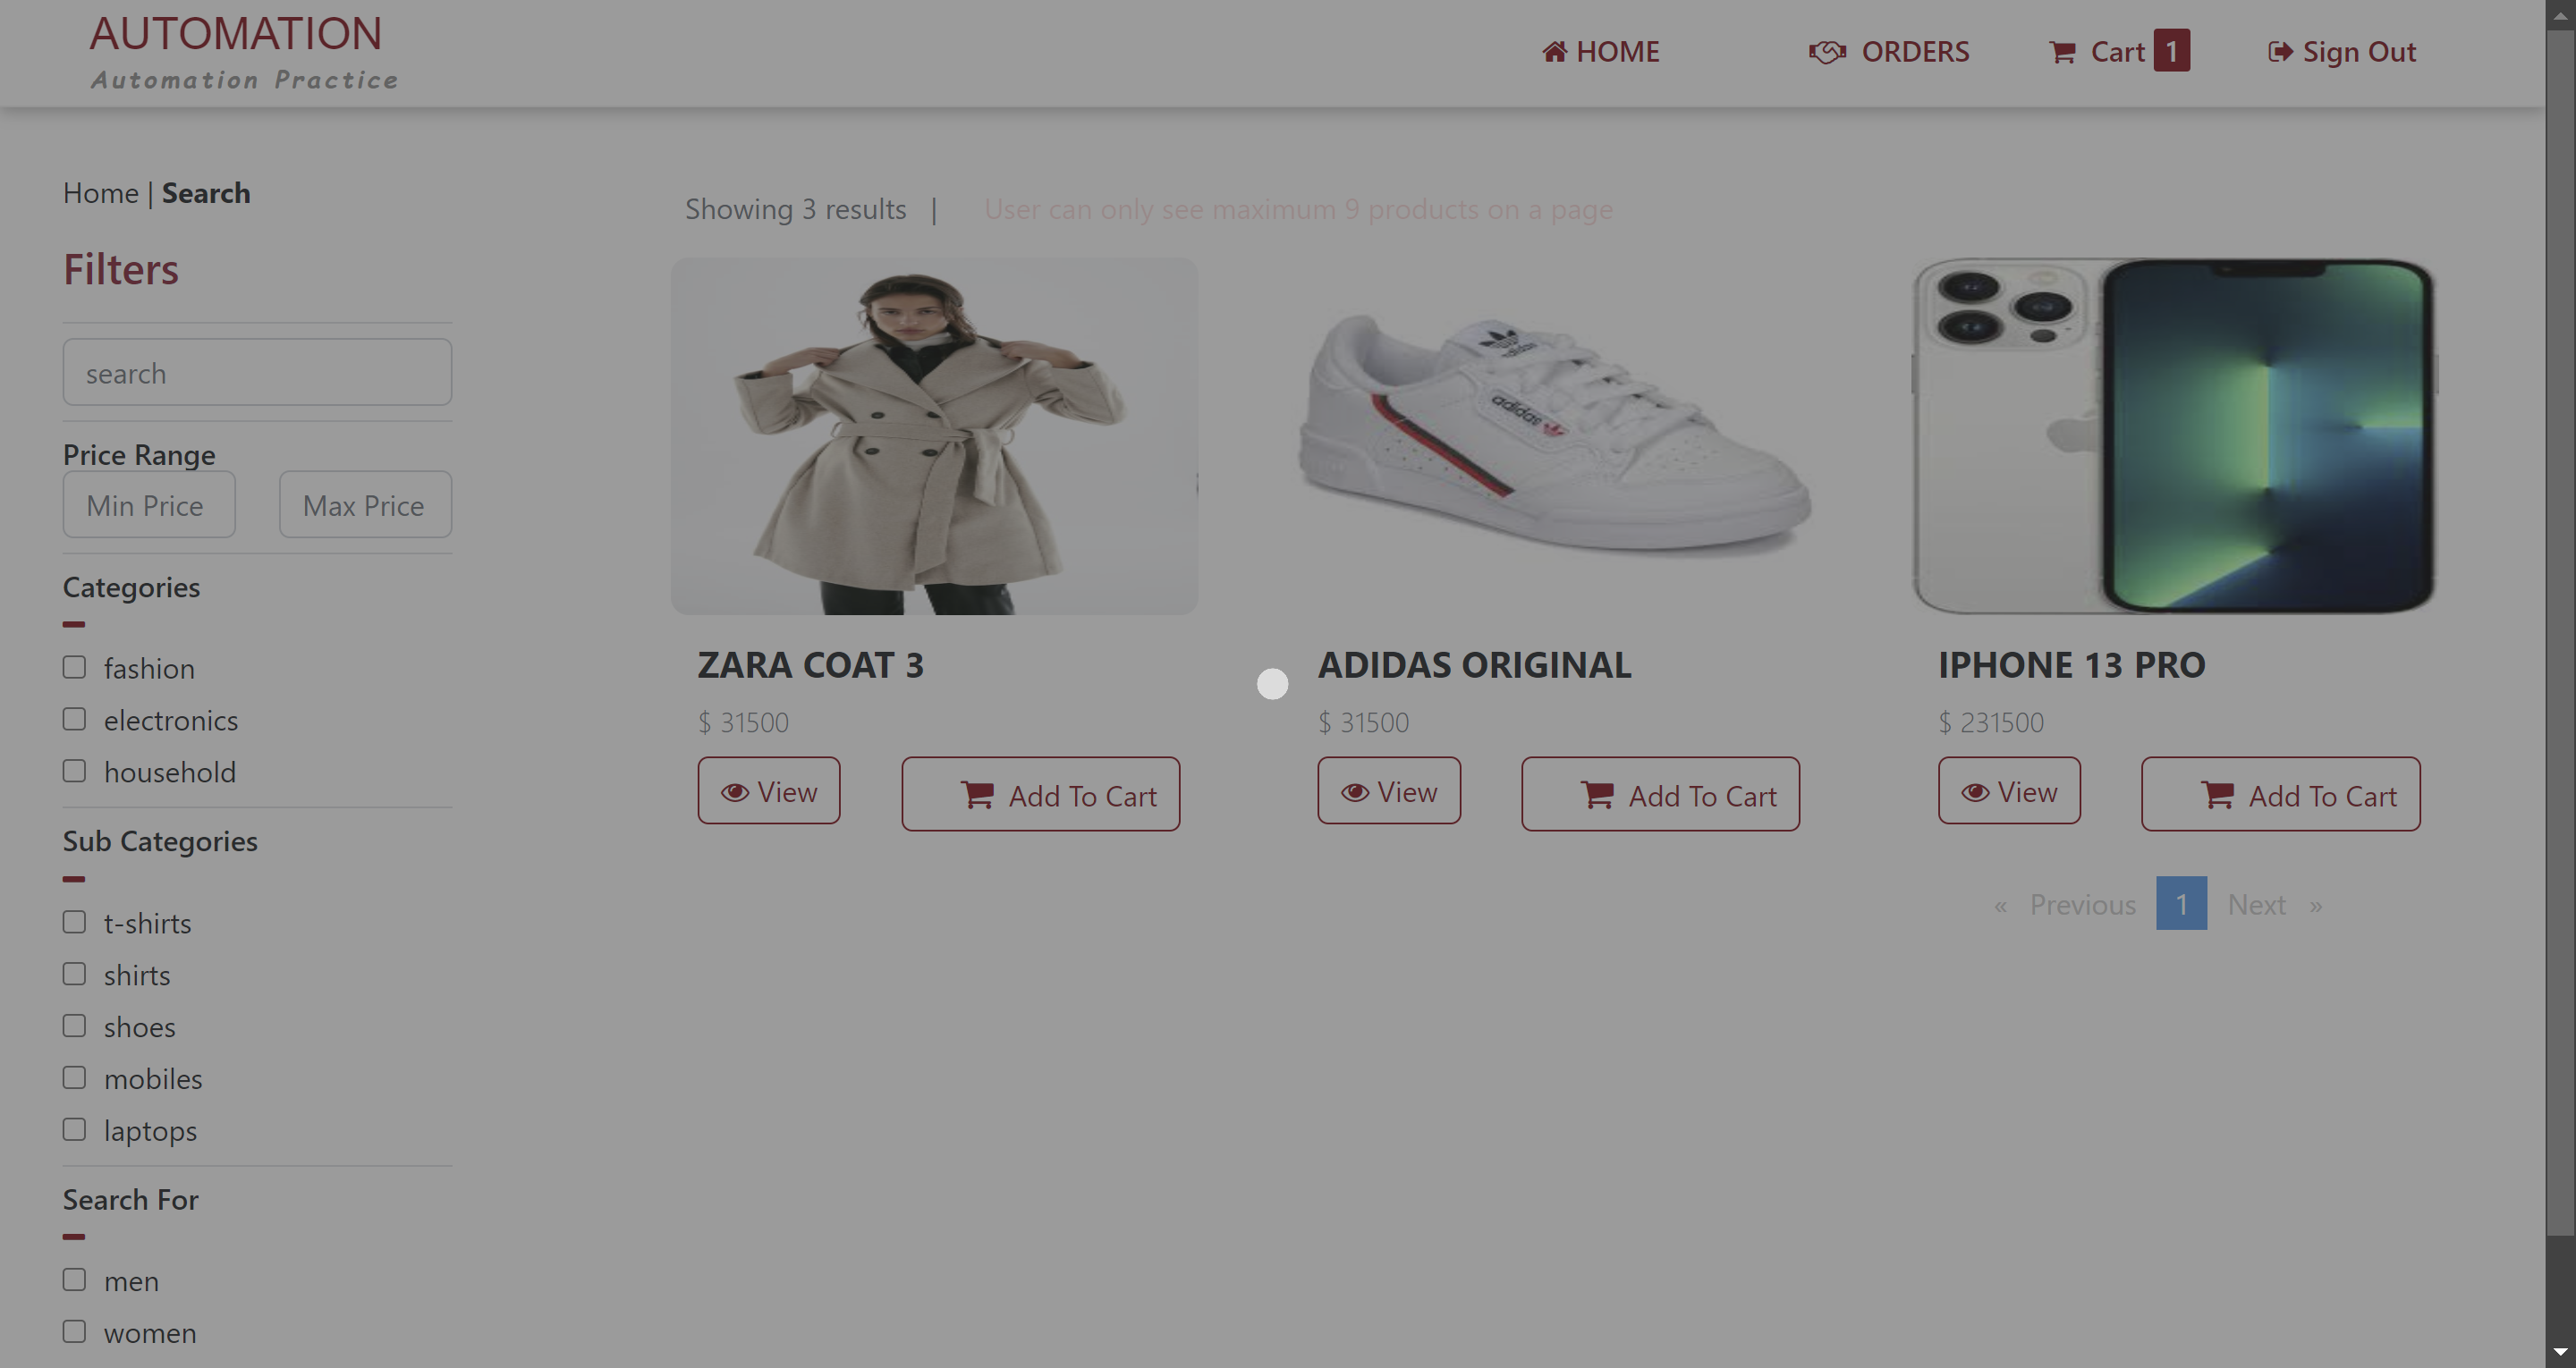 AUTOMATION
Automation Practice
HOME
ORDERS
Cart 1
Sign Out
Home | Search
Filters
search
Price Range
Min Price
Max Price
Categories
fashion
electronics
household
Sub Categories
t-shirts
shirts
shoes
mobiles
laptops
Search For
men
women
Showing 3 results |
User can only see maximum 9 products on a page
adidas
adidas
ZARA COAT 3
$ 31500
View
Add To Cart
ADIDAS ORIGINAL
$ 31500
View
Add To Cart
IPHONE 13 PRO
$ 231500
View
Add To Cart
« Previous 1 Next »